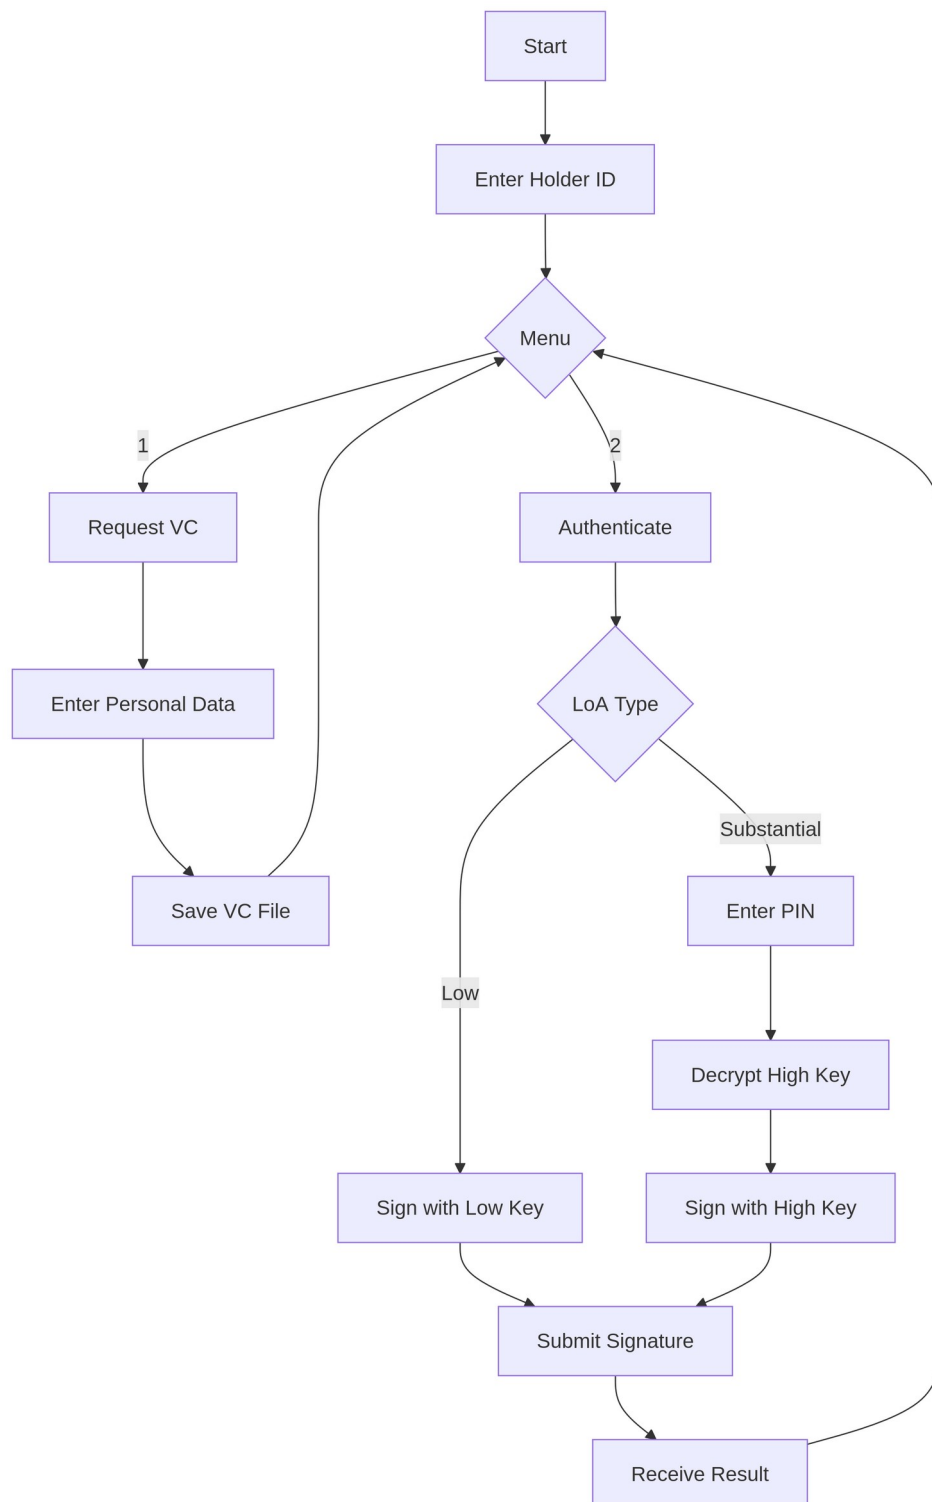 Start
Enter Holder ID
Menu
1
2
Request VC
Authenticate
Enter Personal Data
LoA Type
Substantial
Save VC File
Enter PIN
Low
Decrypt High Key
Sign with Low Key
Sign with High Key
Submit Signature
Receive Result